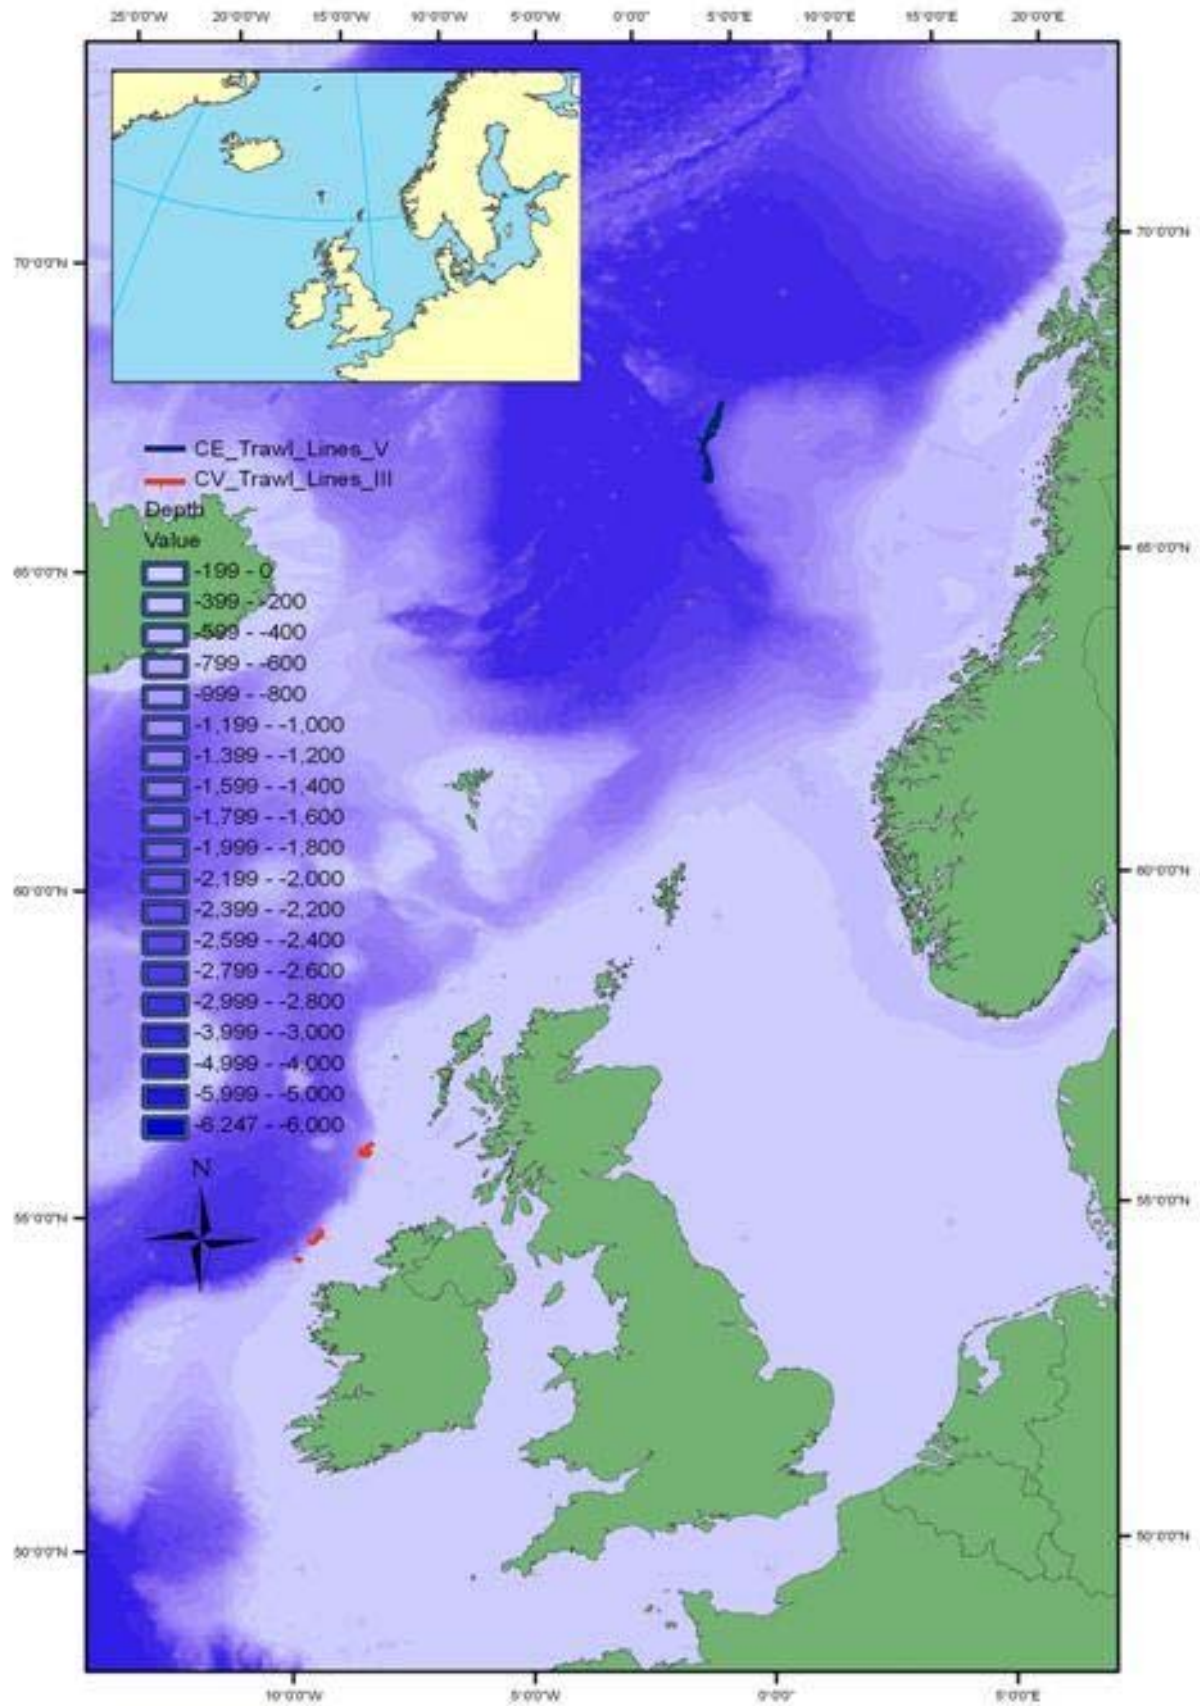 25°0'0"W 20°0'0"W 15°0'0"W 10°0'0"W 5°0'0"W 0°0'0" 5°0'0"E 10°0'0"E 15°0'0"E 20°0'0"E
70°0'0"N 70°0'0"N
CE_Trawl_Lines_V
CV_Trawl_Lines_III
Depth
Value
-199 - 0
-399 - -200
-599 - -400
-799 - -600
-999 - -800
-1,199 - -1,000
-1,399 - -1,200
-1,599 - -1,400
-1,799 - -1,600
-1,999 - -1,800
-2,199 - -2,000
-2,399 - -2,200
-2,599 - -2,400
-2,799 - -2,600
-2,999 - -2,800
-3,999 - -3,000
-4,999 - -4,000
-5,999 - -5,000
-6,247 - -6,000
65°0'0"N 65°0'0"N
60°0'0"N 60°0'0"N
N
55°0'0"N 55°0'0"N
50°0'0"N 50°0'0"N
10°0'0"W 5°0'0"W 0°0'0" 5°0'0"E